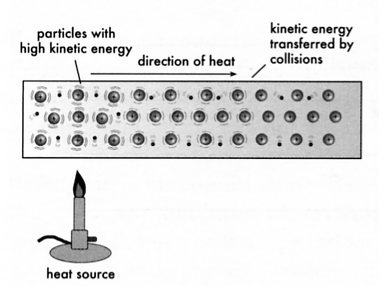 particles with
high kinetic energy
direction of heat
kinetic energy
transferred by
collisions
heat source